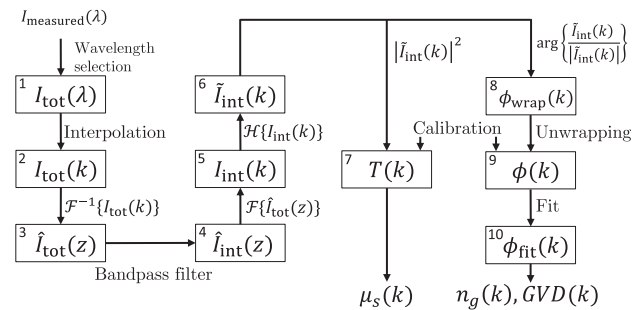 I_measured(λ)
Wavelength
selection
1 I_tot(λ)
Interpolation
2 I_tot(k)
ℱ⁻¹{I_tot(k)}
3 Î_tot(z)
Bandpass filter
4 Î_int(z)
ℱ{Î_tot(z)}
5 I_int(k)
ℋ{I_int(k)}
6 Ĩ_int(k)
|Ĩ_int(k)|²
7 T(k)
Calibration
μ_s(k)
arg{Ĩ_int(k)/|Ĩ_int(k)|}
8 ϕ_wrap(k)
Unwrapping
9 ϕ(k)
Fit
10 ϕ_fit(k)
n_g(k), GVD(k)